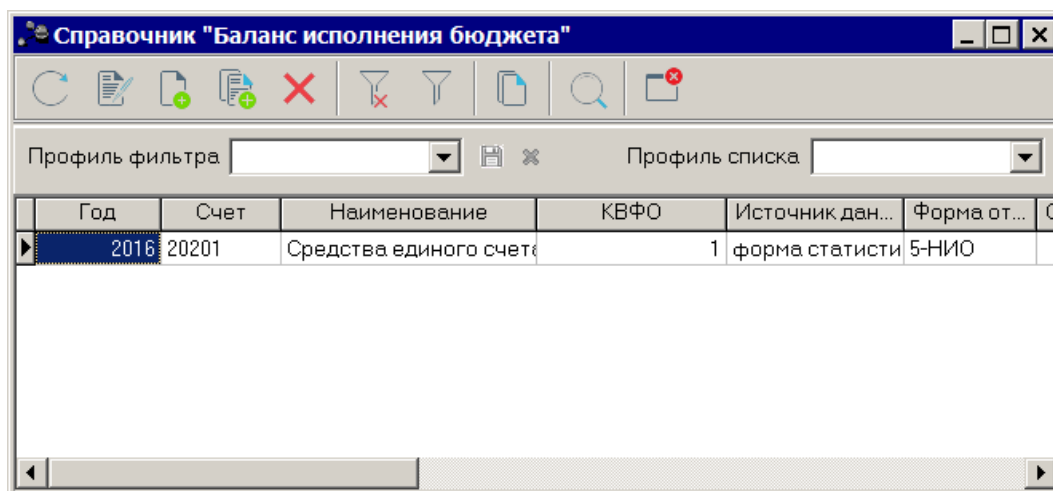 Справочник "Баланс исполнения бюджета"
Профиль фильтра Профиль списка
Год Счет Наименование КВФО Источник дан... Форма от...
2016 20201 Средства единого счета 1 форма статисти 5-НИО